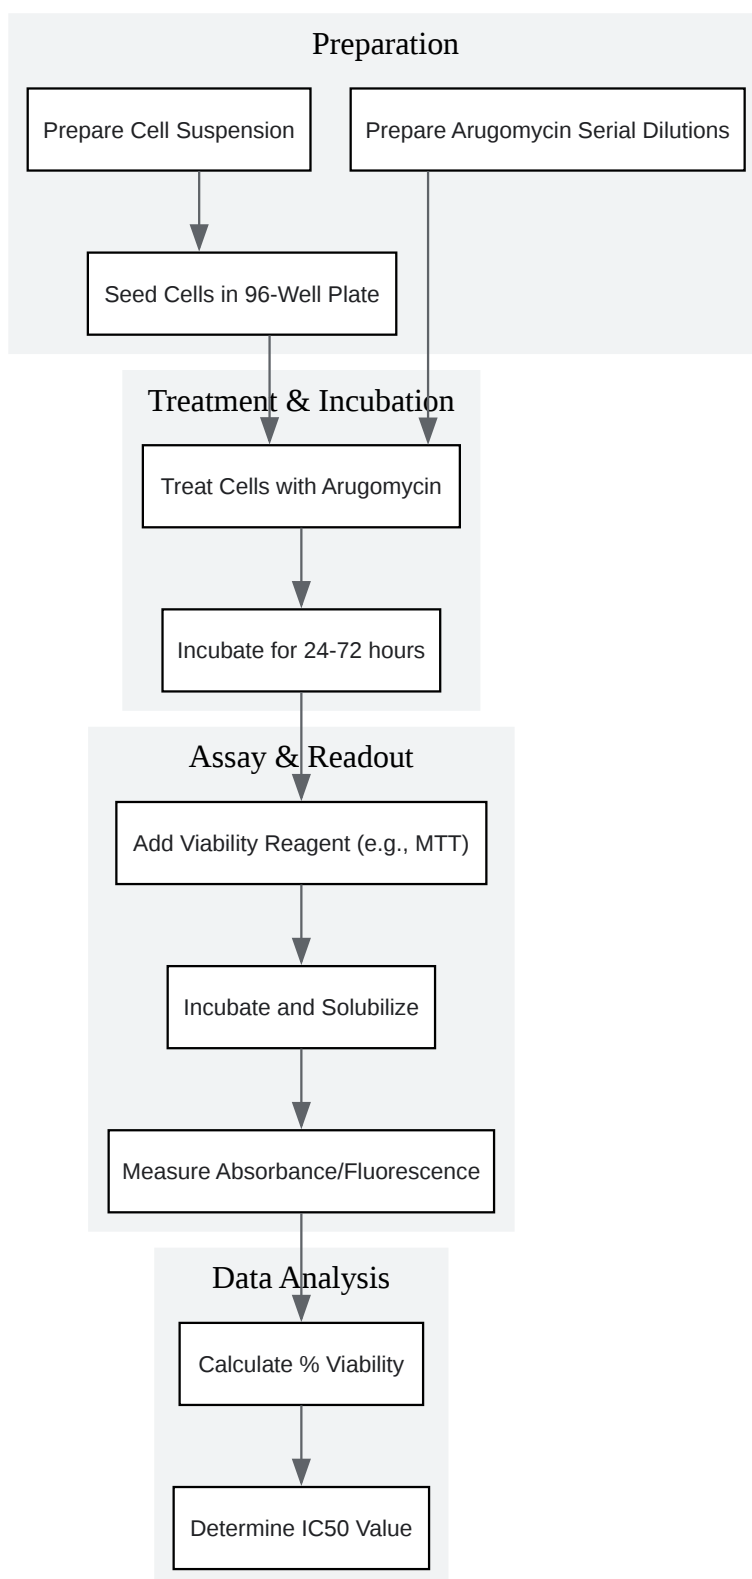 Preparation
Prepare Cell Suspension
Prepare Arugomycin Serial Dilutions
Seed Cells in 96-Well Plate
Treatment & Incubation
Treat Cells with Arugomycin
Incubate for 24-72 hours
Assay & Readout
Add Viability Reagent (e.g., MTT)
Incubate and Solubilize
Measure Absorbance/Fluorescence
Data Analysis
Calculate % Viability
Determine IC50 Value